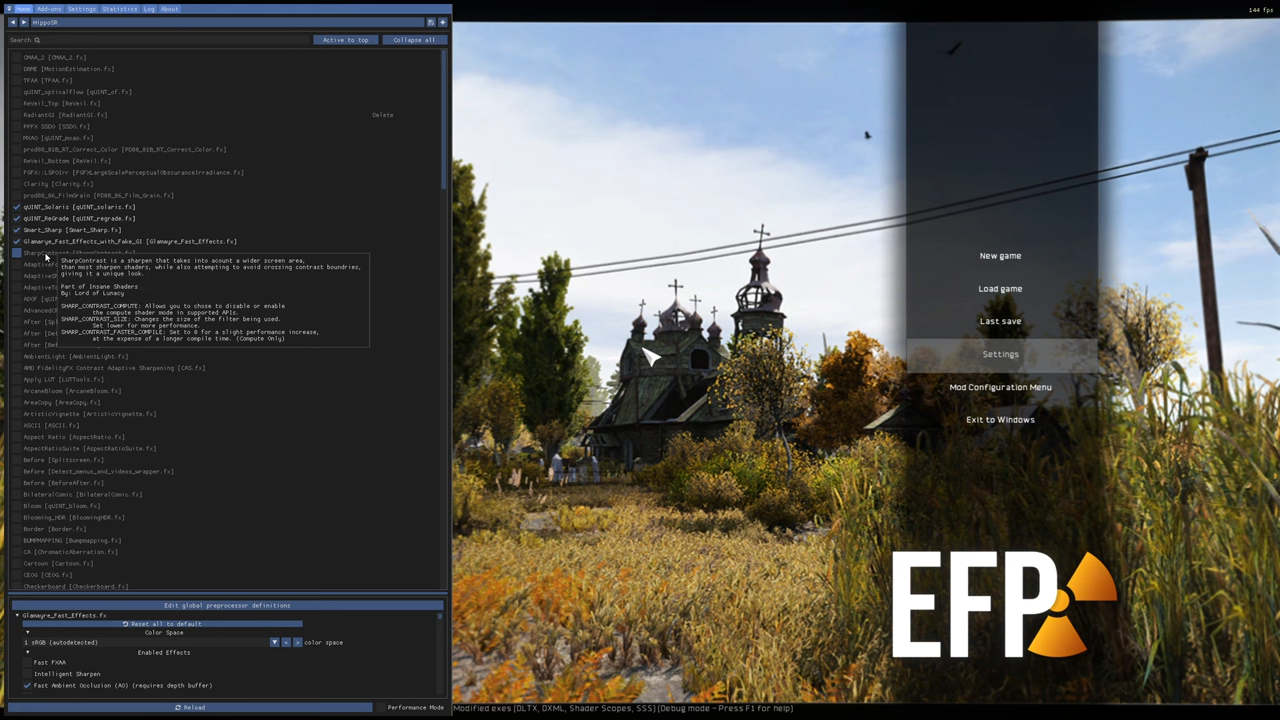 Home Add-ons Settings Statistics Log About
HippoSR
Search
Active to top
Collapse all
CMAA_2 [CMAA_2.fx]
DRME [MotionEstimation.fx]
TFAA [TFAA.fx]
qUINT_opticalflow [qUINT_of.fx]
ReVeil_Top [ReVeil.fx]
RadiantGI [RadiantGI.fx]
Delete
PPFX SSDO [SSDO.fx]
MXAO [qUINT_mxao.fx]
prod80_01B_RT_Correct_Color [PD80_01B_RT_Correct_Color.fx]
ReVeil_Bottom [ReVeil.fx]
FGFX::LSPOIrr [FGFXLargeScalePerceptualObscuranceIrradiance.fx]
Clarity [Clarity.fx]
prod80_06_FilmGrain [PD80_06_Film_Grain.fx]
qUINT_Solaris [qUINT_solaris.fx]
qUINT_ReGrade [qUINT_regrade.fx]
Smart_Sharp [Smart_Sharp.fx]
Glamarye_Fast_Effects_with_Fake_GI [Glamayre_Fast_Effects.fx]
SharpContrast [SharpContrast.fx]
SharpContrast is a sharpen that takes into acount a wider screen area,
than most sharpen shaders, while also attempting to avoid crossing contrast boundries,
giving it a unique look.
Part of Insane Shaders
By: Lord of Lunacy
SHARP_CONTRAST_COMPUTE: Allows you to chose to disable or enable
the compute shader mode in supported APIs.
SHARP_CONTRAST_SIZE: Changes the size of the filter being used.
Set lower for more performance.
SHARP_CONTRAST_FASTER_COMPILE: Set to 0 for a slight performance increase,
at the expense of a longer compile time. (Compute Only)
ADOF [qUI
After [Sp
After [De
After [Be
AmbientLight [AmbientLight.fx]
AMD FidelityFX Contrast Adaptive Sharpening [CAS.fx]
Apply LUT [LUTTools.fx]
ArcaneBloom [ArcaneBloom.fx]
AreaCopy [AreaCopy.fx]
ArtisticVignette [ArtisticVignette.fx]
ASCII [ASCII.fx]
Aspect Ratio [AspectRatio.fx]
AspectRatioSuite [AspectRatioSuite.fx]
Before [Splitscreen.fx]
Before [Detect_menus_and_videos_wrapper.fx]
Before [BeforeAfter.fx]
BilateralComic [BilateralComic.fx]
Bloom [qUINT_bloom.fx]
Blooming_HDR [BloomingHDR.fx]
Border [Border.fx]
BUMPMAPPING [Bumpmapping.fx]
CA [ChromaticAberration.fx]
Cartoon [Cartoon.fx]
CEOG [CEOG.fx]
Checkerboard [Checkerboard.fx]
Edit global preprocessor definitions
Glamayre_Fast_Effects.fx
Reset all to default
Color Space
1 sRGB (autodetected)
< > color space
Enabled Effects
Fast FXAA
Intelligent Sharpen
Fast Ambient Occlusion (AO) (requires depth buffer)
Reload
Performance Mode
144 fps
New game
Load game
Last save
Settings
Mod Configuration Menu
Exit to Windows
EFP
Modified exes [DLTX, DXML, Shader Scopes, SSS] [Debug mode - Press F1 for help]